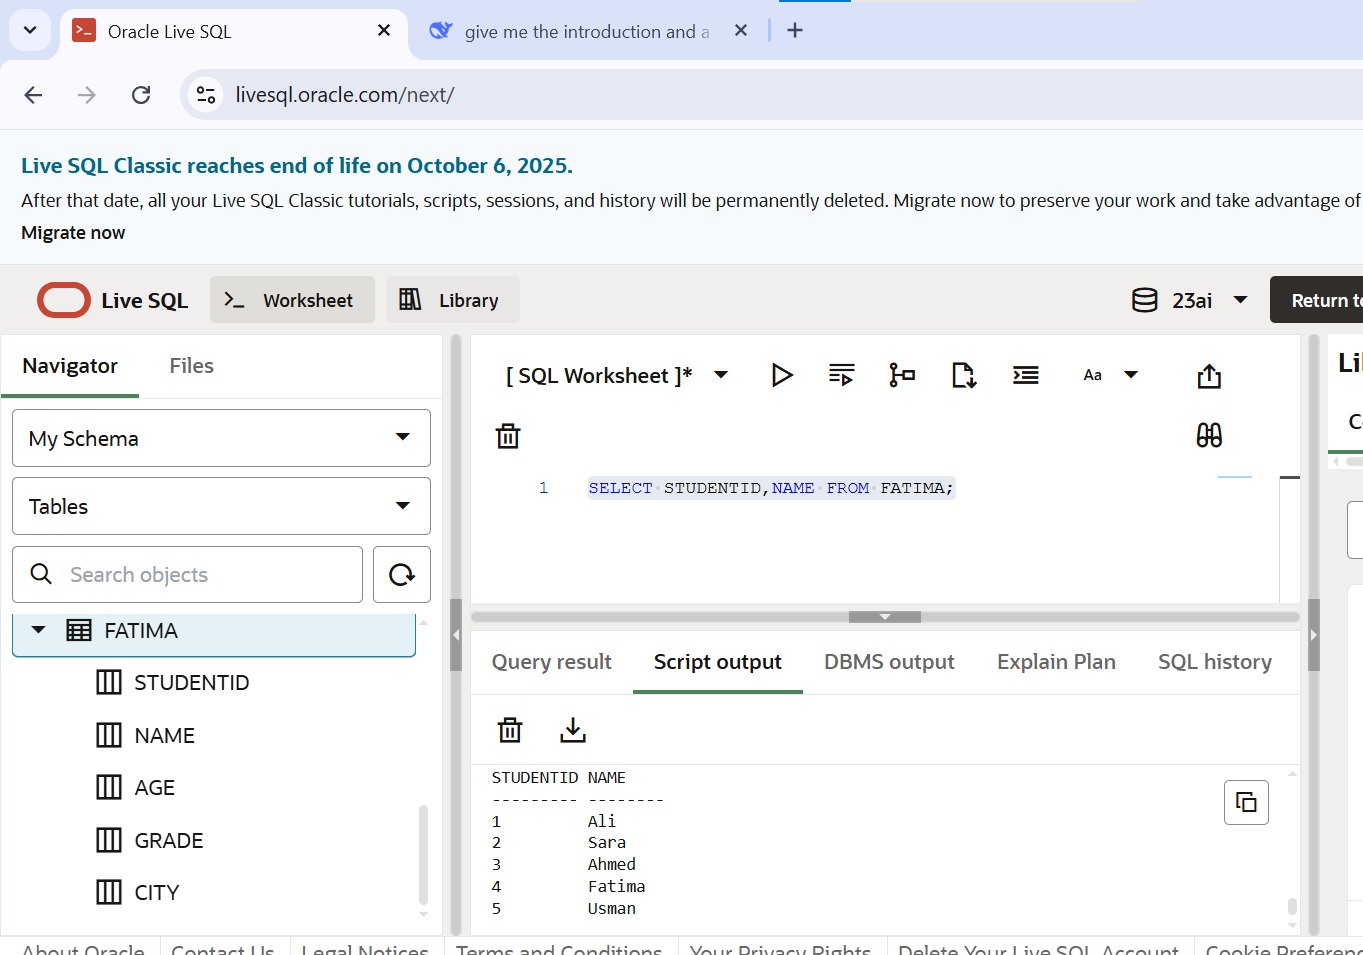 Oracle Live SQL
give me the introduction and a
livesql.oracle.com/next/
Live SQL Classic reaches end of life on October 6, 2025.
After that date, all your Live SQL Classic tutorials, scripts, sessions, and history will be permanently deleted. Migrate now to preserve your work and take advantage of
Migrate now
Live SQL
Worksheet
Library
23ai
Return to
Navigator
Files
My Schema
Tables
Search objects
FATIMA
STUDENTID
NAME
AGE
GRADE
CITY
[ SQL Worksheet ]*
Aa
1 SELECT STUDENTID,NAME FROM FATIMA;
Query result
Script output
DBMS output
Explain Plan
SQL history
STUDENTID NAME
--------- --------
1 Ali
2 Sara
3 Ahmed
4 Fatima
5 Usman
About Oracle
Contact Us
Legal Notices
Terms and Conditions
Your Privacy Rights
Delete Your Live SQL Account
Cookie Preferenc